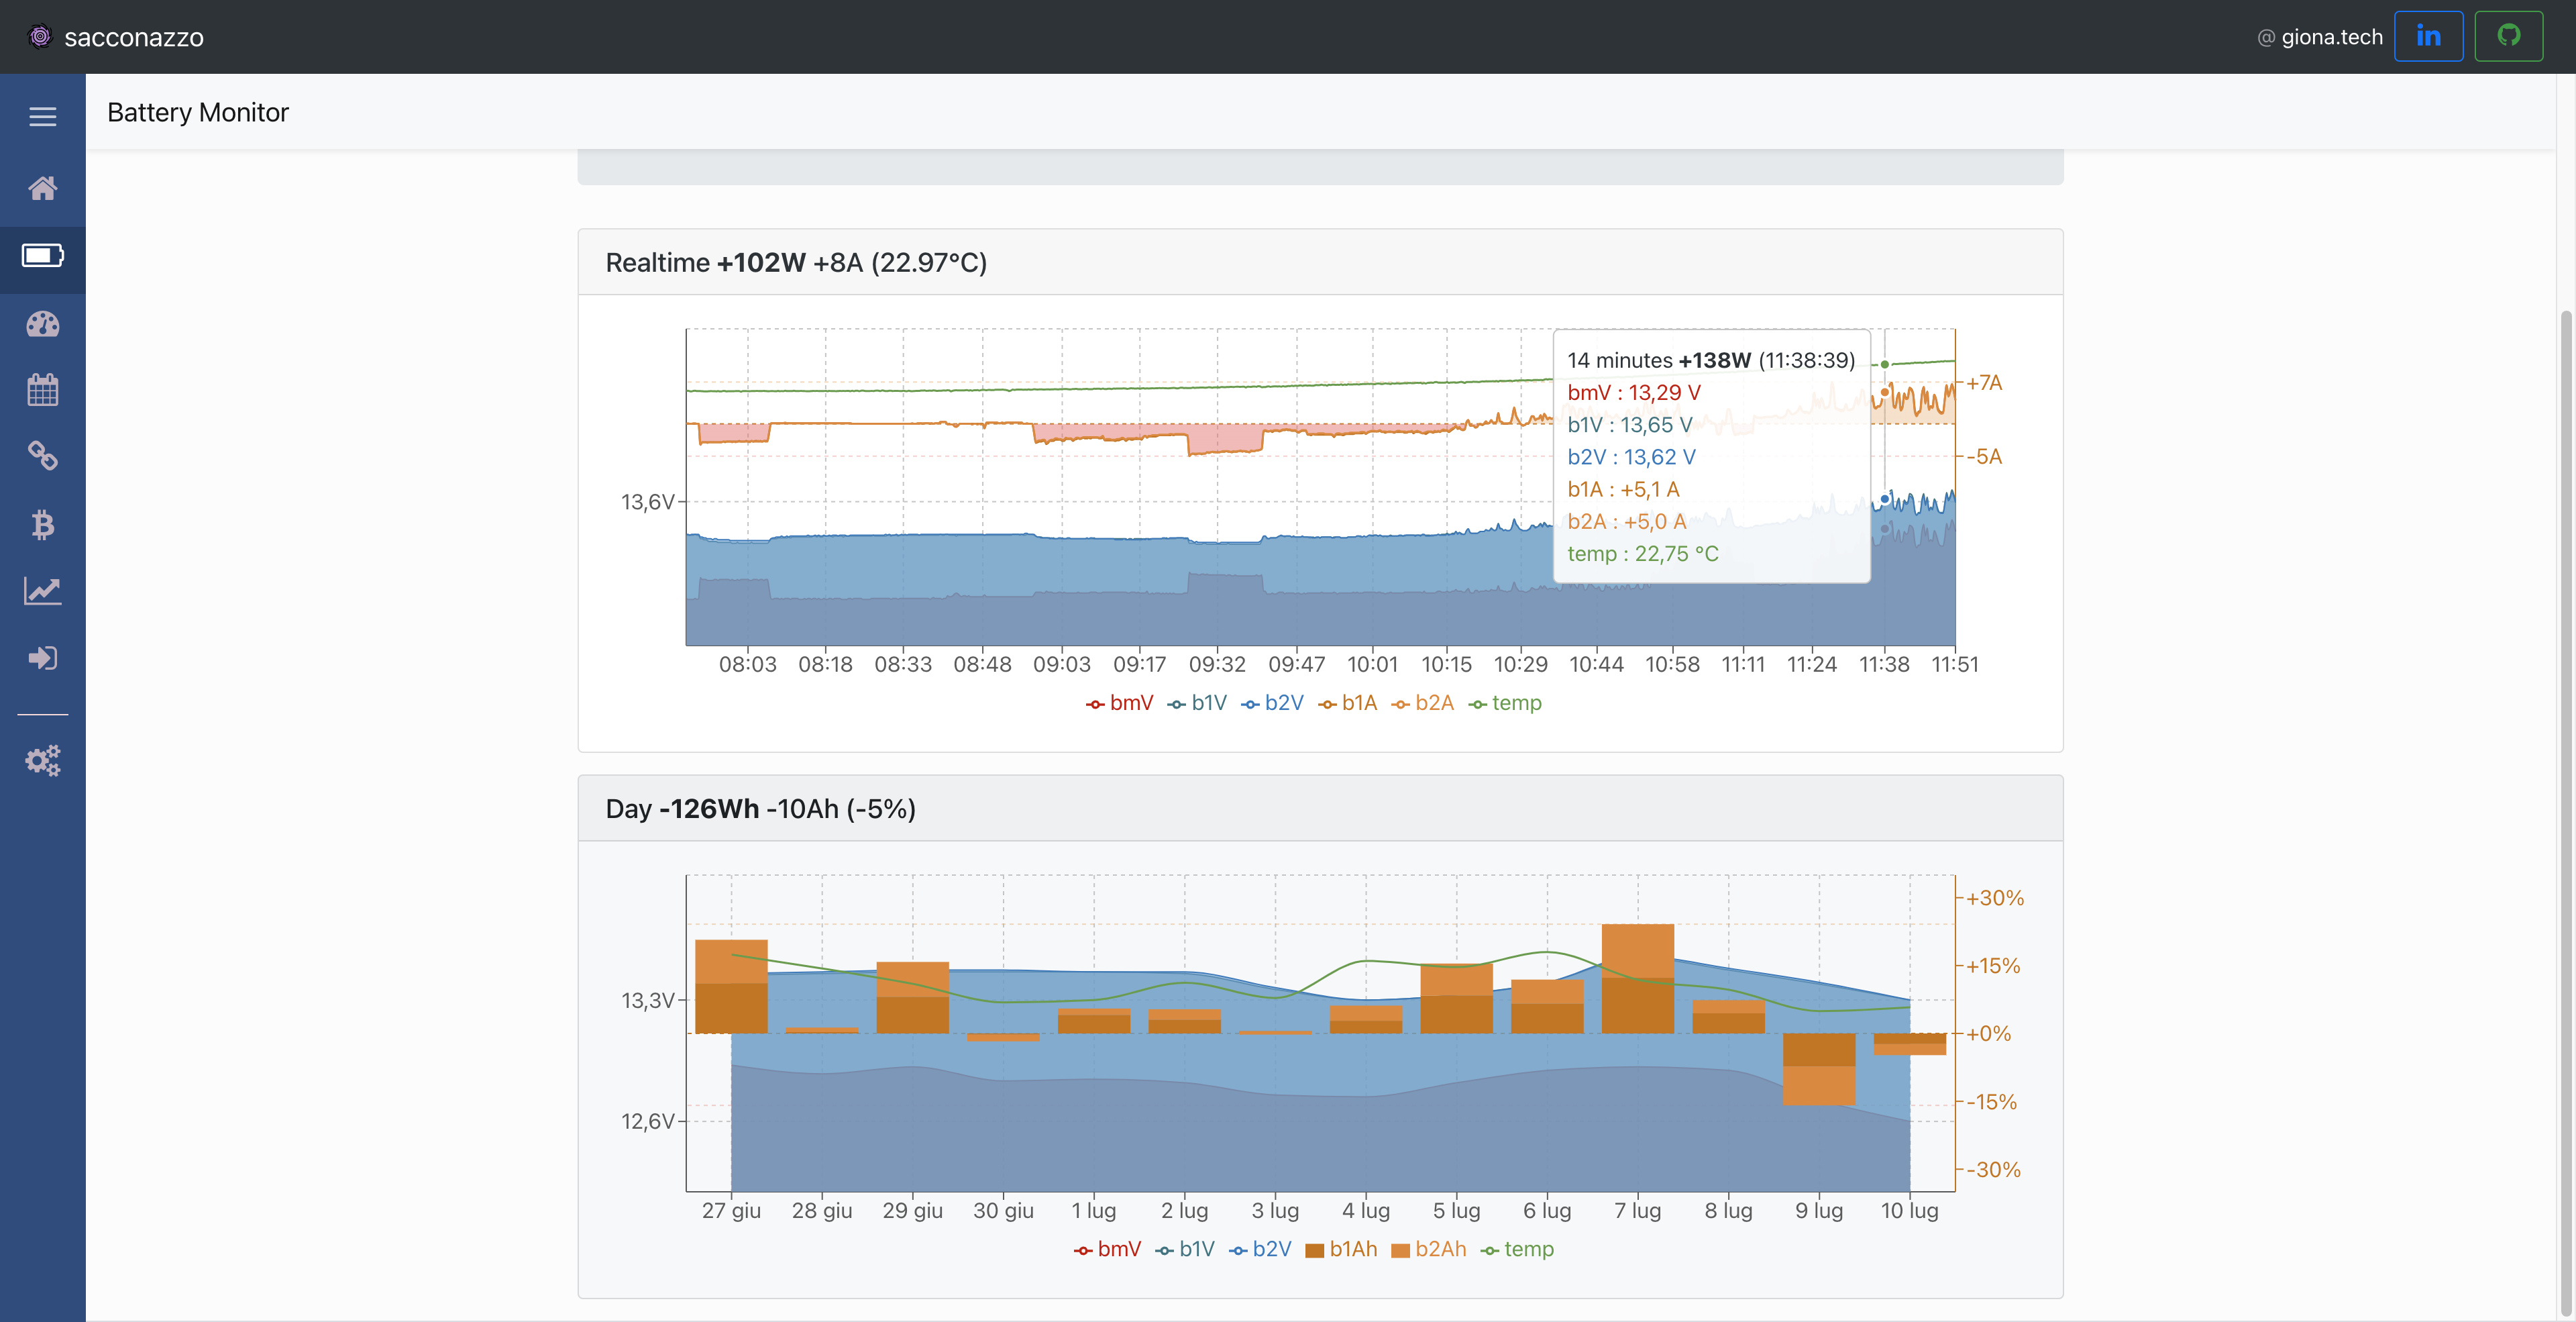 sacconazzo
@ giona.tech
in
Battery Monitor
Realtime +102W +8A (22.97°C)
14 minutes +138W (11:38:39)
bmV : 13,29 V
b1V : 13,65 V
b2V : 13,62 V
b1A : +5,1 A
b2A : +5,0 A
temp : 22,75 °C
+7A
-5A
13,6V
08:03 08:18 08:33 08:48 09:03 09:17 09:32 09:47 10:01 10:15 10:29 10:44 10:58 11:11 11:24 11:38 11:51
bmV b1V b2V b1A b2A temp
Day -126Wh -10Ah (-5%)
+30%
+15%
13,3V
+0%
-15%
12,6V
-30%
27 giu 28 giu 29 giu 30 giu 1 lug 2 lug 3 lug 4 lug 5 lug 6 lug 7 lug 8 lug 9 lug 10 lug
bmV b1V b2V b1Ah b2Ah temp